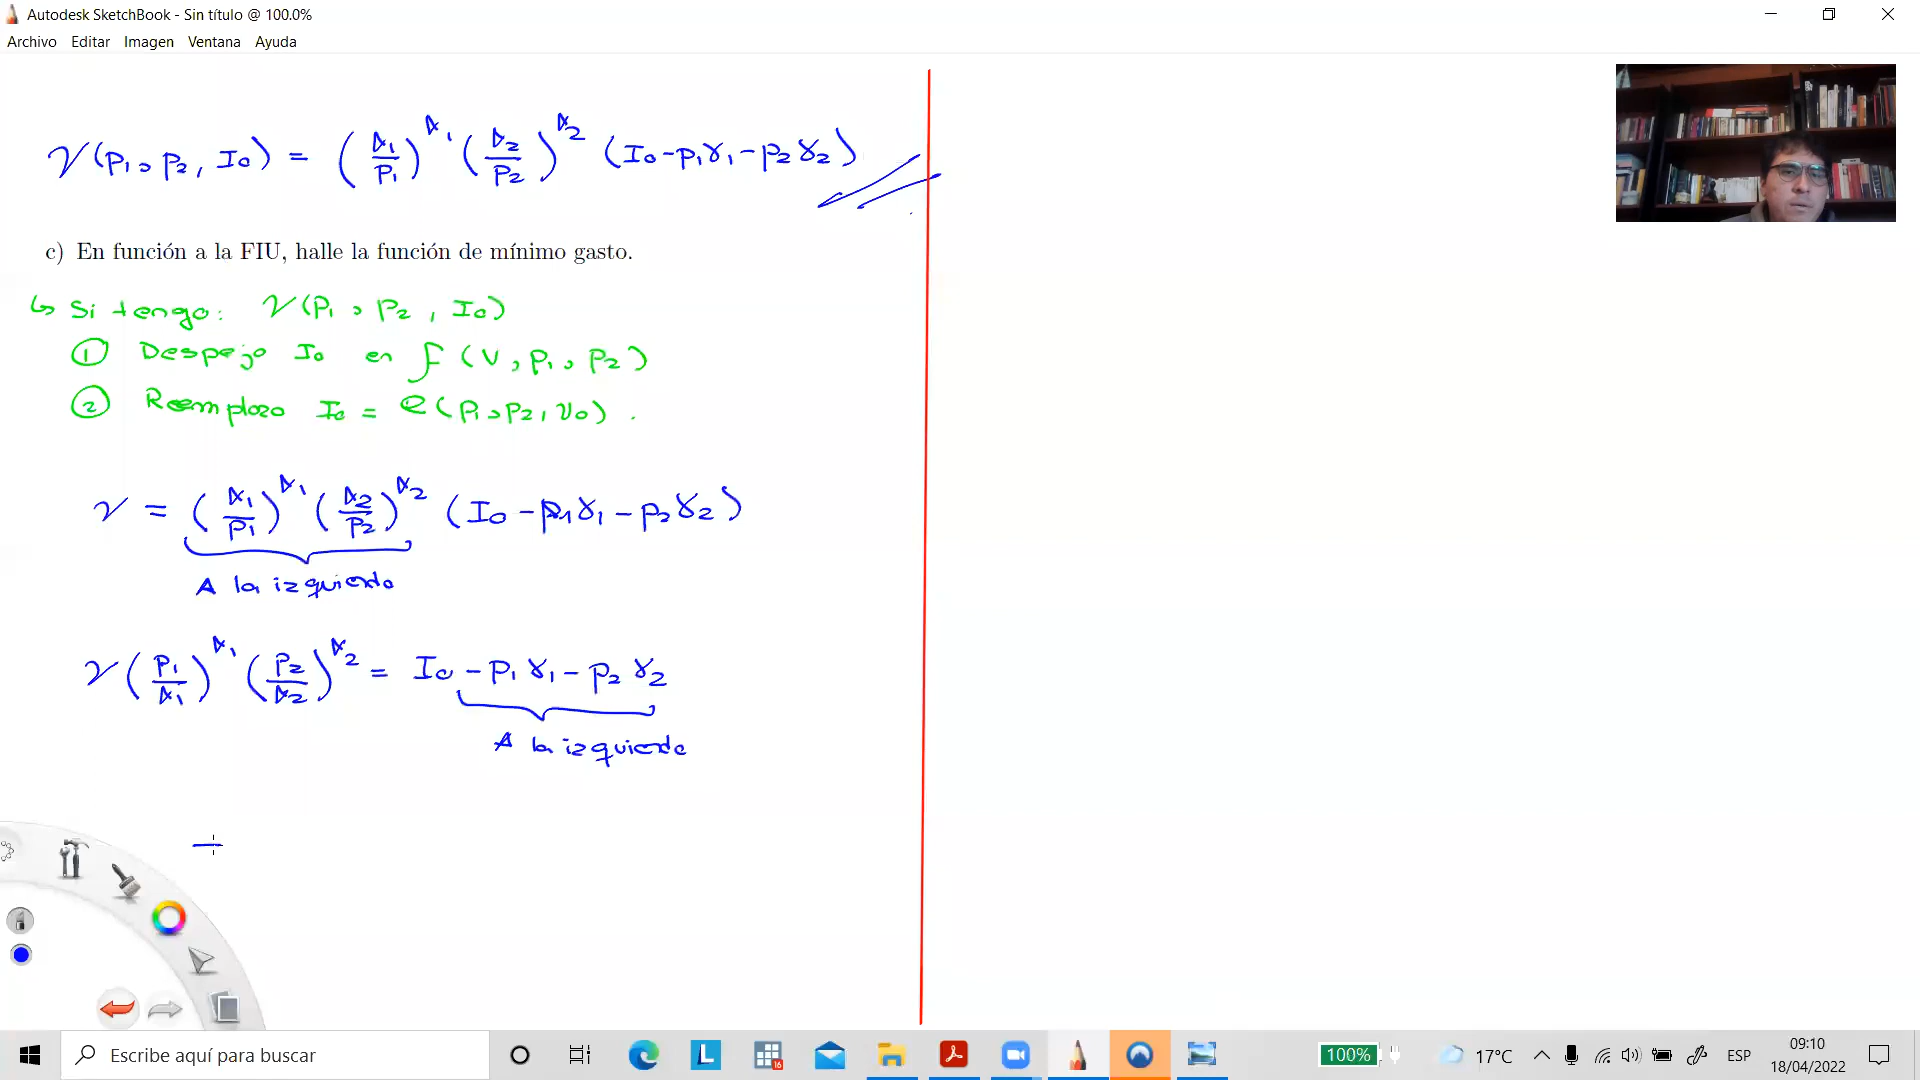 Autodesk SketchBook - Sin título @ 100.0%
Archivo Editar Imagen Ventana Ayuda
V(p₁, p₂, I₀) = (α₁/p₁)^α₁ (α₂/p₂)^α₂ (I₀-p₁γ₁-p₂γ₂)
c) En función a la FIU, halle la función de mínimo gasto.
↳ Si tengo: V(p₁, p₂, I₀)
① Despejo I₀ en f(v, p₁, p₂)
② Reemplazo I₀ = e(p₁, p₂, v₀).
V = (α₁/p₁)^α₁ (α₂/p₂)^α₂ (I₀ - p₁γ₁ - p₂γ₂)
A la izquierda
V (p₁/α₁)^α₁ (p₂/α₂)^α₂ = I₀ - p₁γ₁ - p₂γ₂
A la izquierda
Escribe aquí para buscar
L
16
100%
17°C
ESP
09:10
18/04/2022